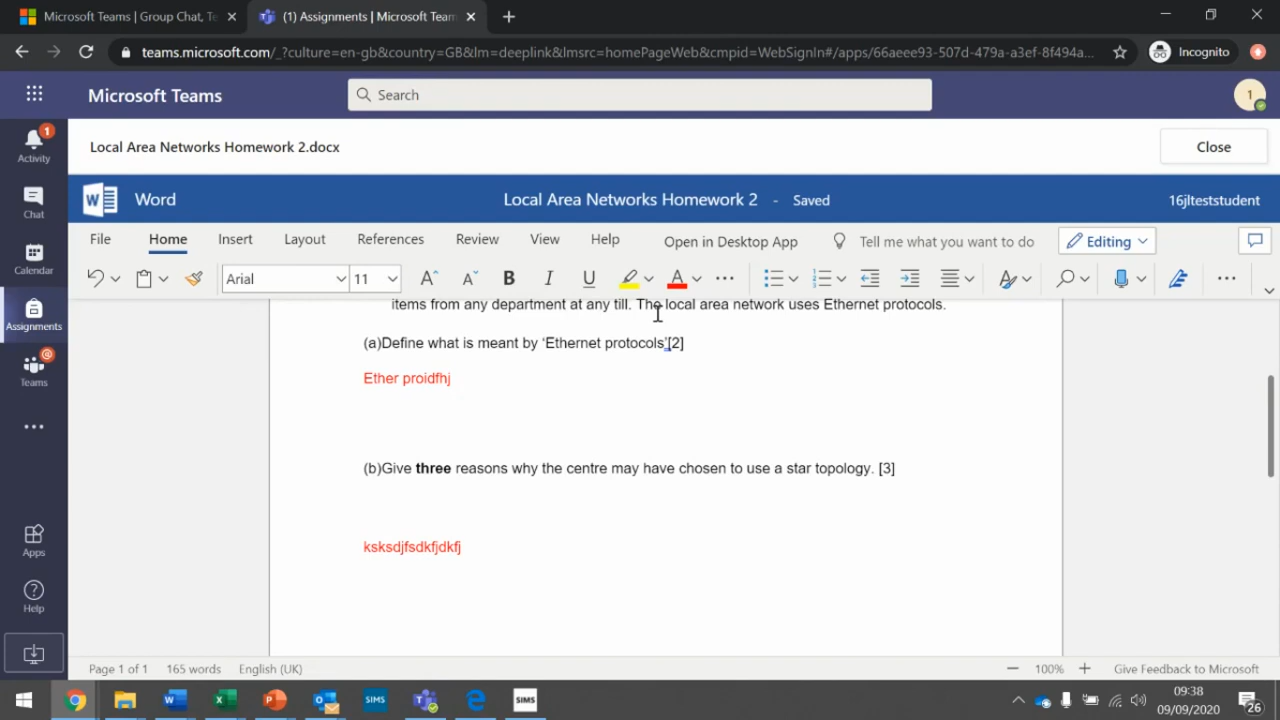 Microsoft Teams | Group Chat, Te
(1) Assignments | Microsoft Team
teams.microsoft.com/_?culture=en-gb&country=GB&lm=deeplink&lmsrc=homePageWeb&cmpid=WebSignIn#/apps/66aeee93-507d-479a-a3ef-8f494a...
Incognito
Microsoft Teams
Search
1
1
Activity
Local Area Networks Homework 2.docx
Close
Chat
Word
Local Area Networks Homework 2 - Saved
16jlteststudent
Calendar
File Home Insert Layout References Review View Help Open in Desktop App Tell me what you want to do Editing
Arial 11
Assignments
items from any department at any till. The local area network uses Ethernet protocols.
(a)Define what is meant by ‘Ethernet protocols’[2]
Teams
Ether proidfhj
(b)Give three reasons why the centre may have chosen to use a star topology. [3]
ksksdjfsdkfjdkfj
Apps
Help
Page 1 of 1 165 words English (UK)
100% Give Feedback to Microsoft
SIMS
SIMS
09:38
09/09/2020
26